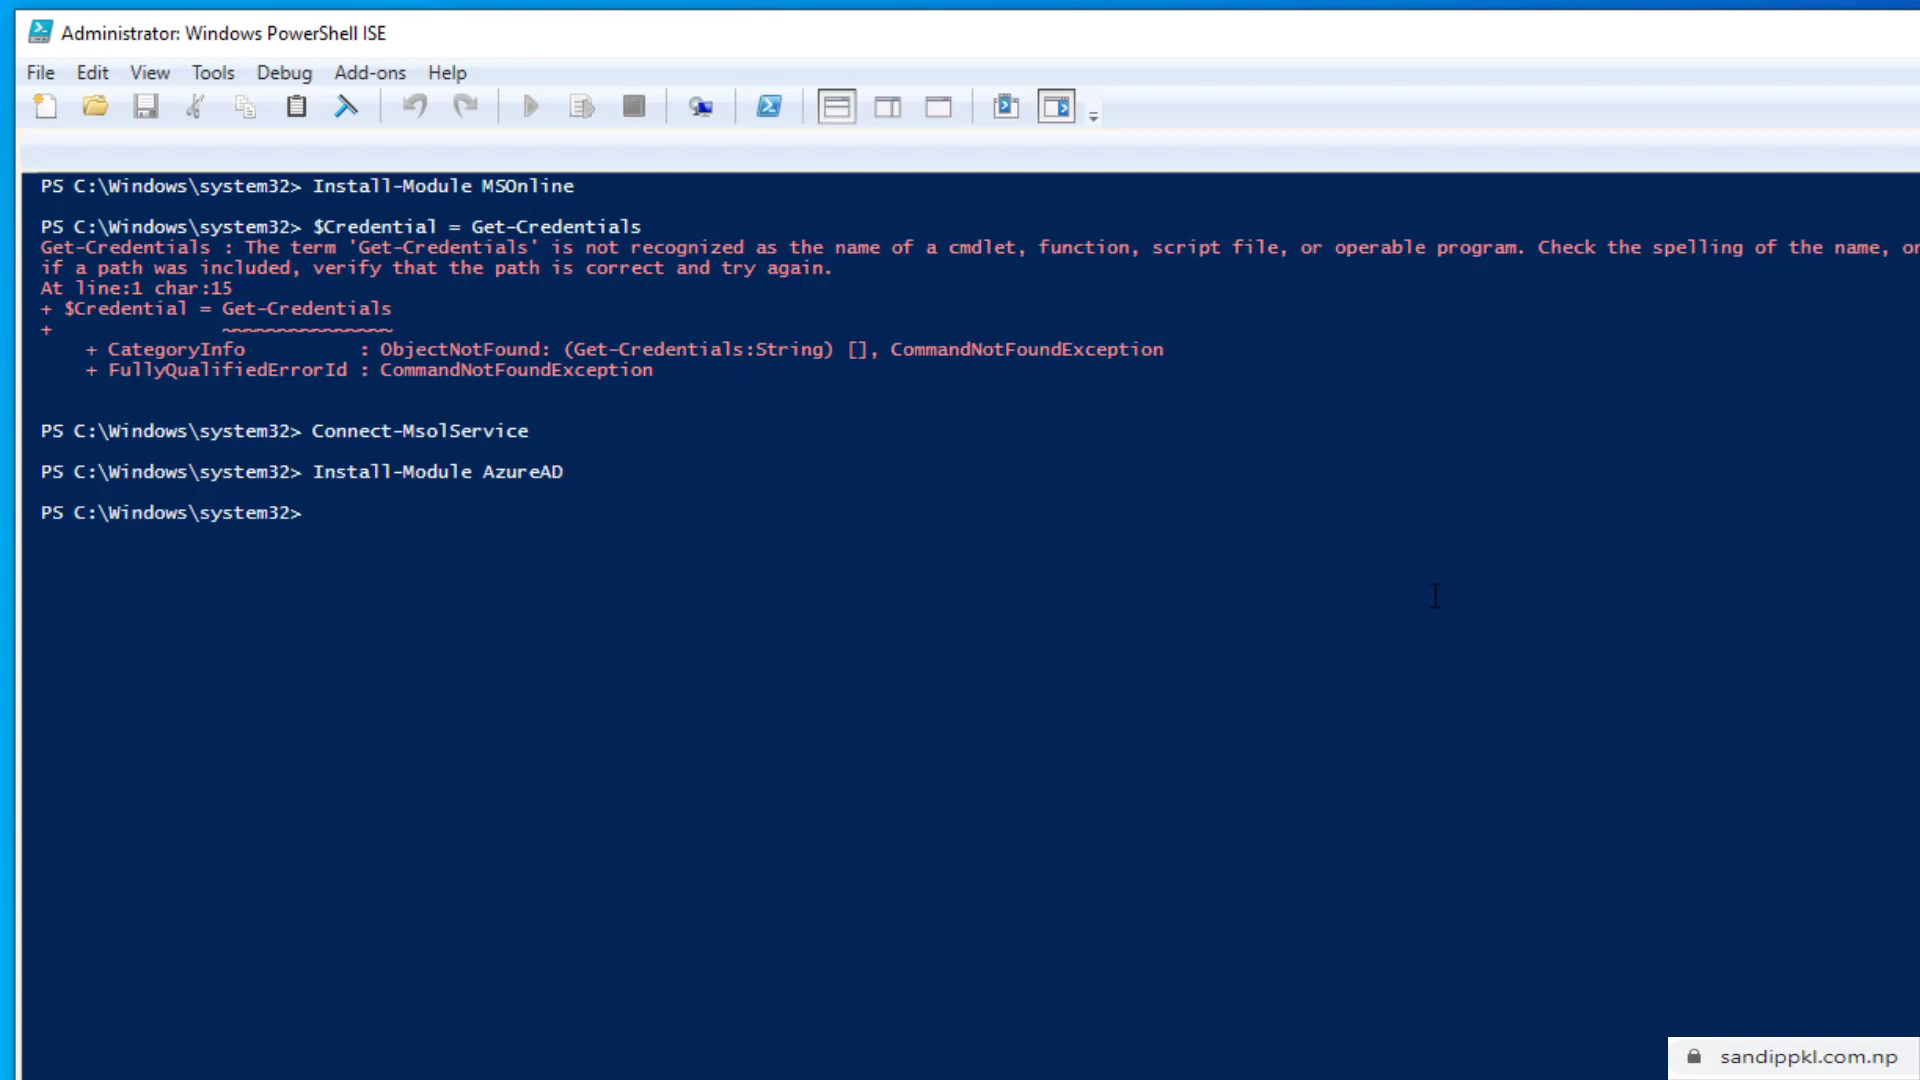 Administrator: Windows PowerShell ISE
File Edit View Tools Debug Add-ons Help
PS C:\Windows\system32> Install-Module MSOnline
PS C:\Windows\system32> $Credential = Get-Credentials
Get-Credentials : The term 'Get-Credentials' is not recognized as the name of a cmdlet, function, script file, or operable program. Check the spelling of the name, or
if a path was included, verify that the path is correct and try again.
At line:1 char:15
+ $Credential = Get-Credentials
+               ~~~~~~~~~~~~~~~
    + CategoryInfo          : ObjectNotFound: (Get-Credentials:String) [], CommandNotFoundException
    + FullyQualifiedErrorId : CommandNotFoundException
PS C:\Windows\system32> Connect-MsolService
PS C:\Windows\system32> Install-Module AzureAD
PS C:\Windows\system32>
sandippkl.com.np